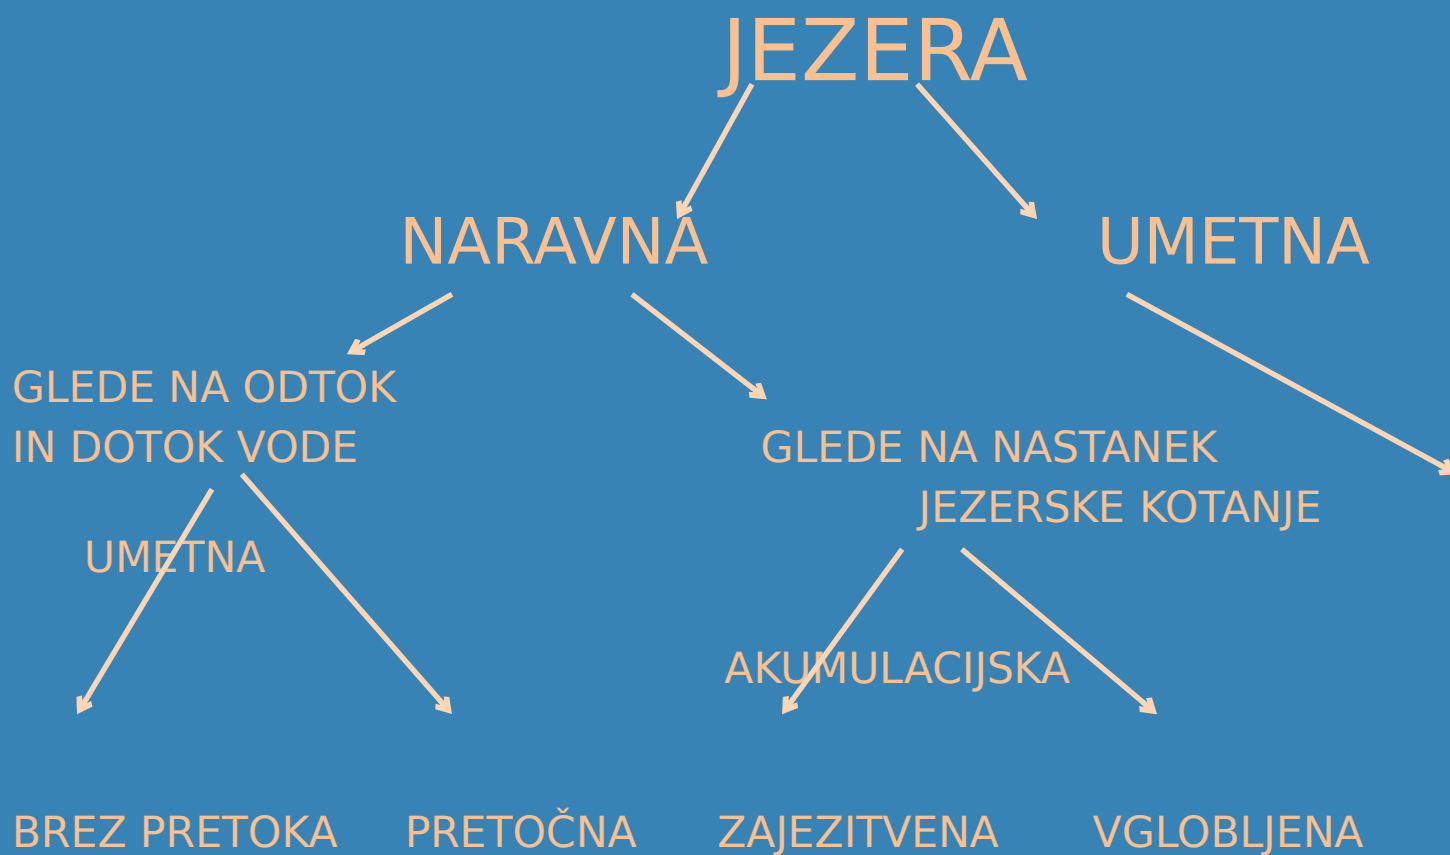 JEZERA
NARAVNA UMETNA
GLEDE NA ODTOK
IN DOTOK VODE
GLEDE NA NASTANEK
JEZERSKE KOTANJE
UMETNA
AKUMULACIJSKA
BREZ PRETOKA PRETOČNA ZAJEZITVENA VGLOBLJENA